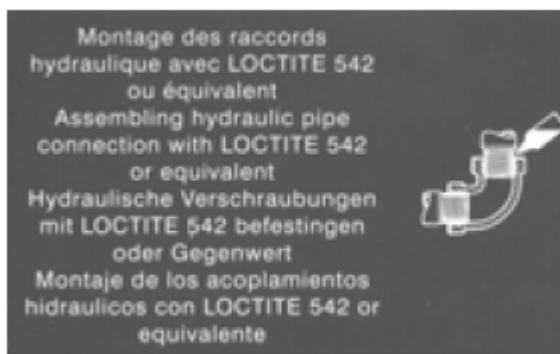 Montage des raccords
hydraulique avec LOCTITE 542
ou équivalent
Assembling hydraulic pipe
connection with LOCTITE 542
or equivalent
Hydraulische Verschraubungen
mit LOCTITE 542 befestingen
oder Gegenwert
Montaje de los acoplamientos
hidraulicos con LOCTITE 542 or
equivalente